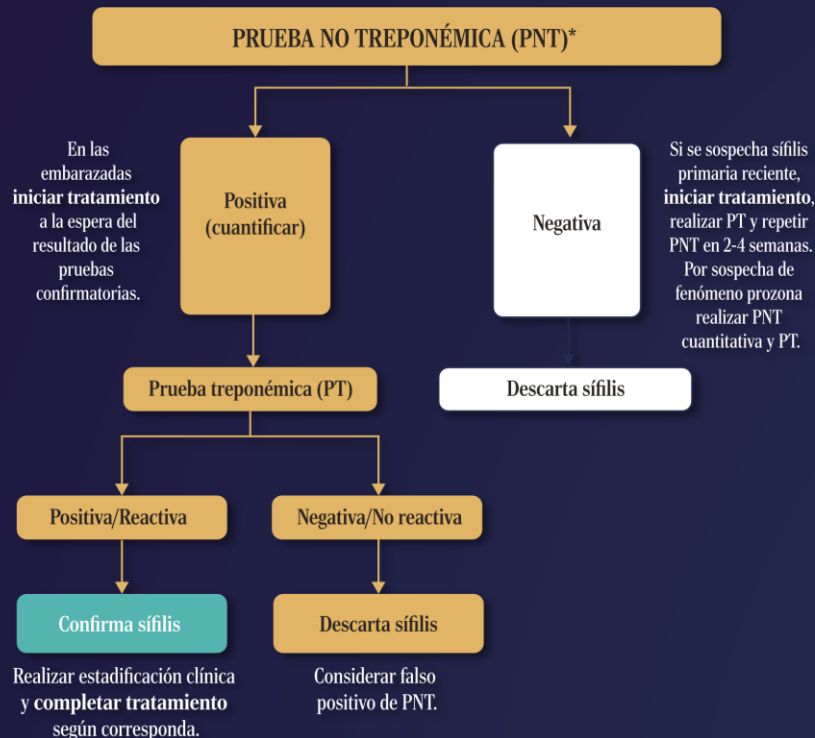 PRUEBA NO TREPONÉMICA (PNT)*
En las
embarazadas
iniciar tratamiento
a la espera del
resultado de las
pruebas
confirmatorias.
Positiva
(cuantificar)
Negativa
Si se sospecha sífilis
primaria reciente,
iniciar tratamiento,
realizar PT y repetir
PNT en 2-4 semanas.
Por sospecha de
fenómeno prozona
realizar PNT
cuantitativa y PT.
Prueba treponémica (PT)
Descarta sífilis
Positiva/Reactiva
Negativa/No reactiva
Confirma sífilis
Descarta sífilis
Realizar estadificación clínica
y completar tratamiento
según corresponda.
Considerar falso
positivo de PNT.